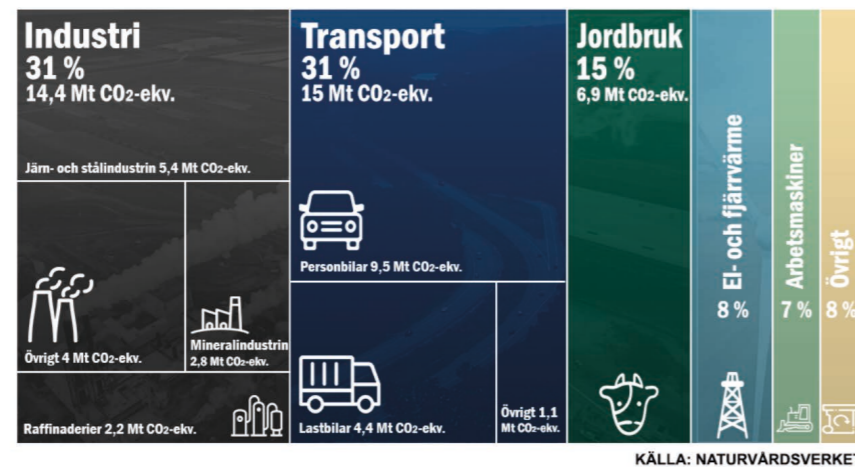 Industri
31 %
14,4 Mt CO2-ekv.
Järn- och stålindustrin 5,4 Mt CO2-ekv.
Övrigt 4 Mt CO2-ekv.
Mineralindustrin
2,8 Mt CO2-ekv.
Raffinaderier 2,2 Mt CO2-ekv.
Transport
31 %
15 Mt CO2-ekv.
Personbilar 9,5 Mt CO2-ekv.
Lastbilar 4,4 Mt CO2-ekv.
Övrigt 1,1
Mt CO2-ekv.
Jordbruk
15 %
6,9 Mt CO2-ekv.
El- och fjärrvärme
8 %
Arbetsmaskiner
7 %
Övrigt
8 %
KÄLLA: NATURVÅRDSVERKET